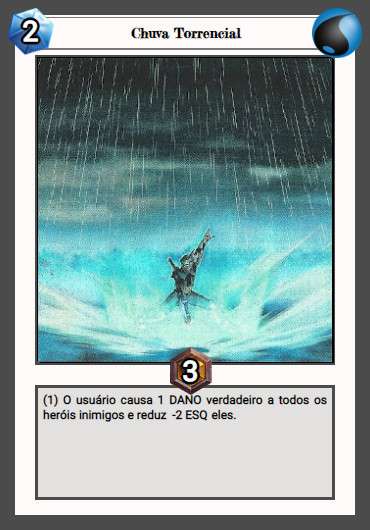 2
Chuva Torrencial
3
(1) O usuário causa 1 DANO verdadeiro a todos os
heróis inimigos e reduz -2 ESQ eles.